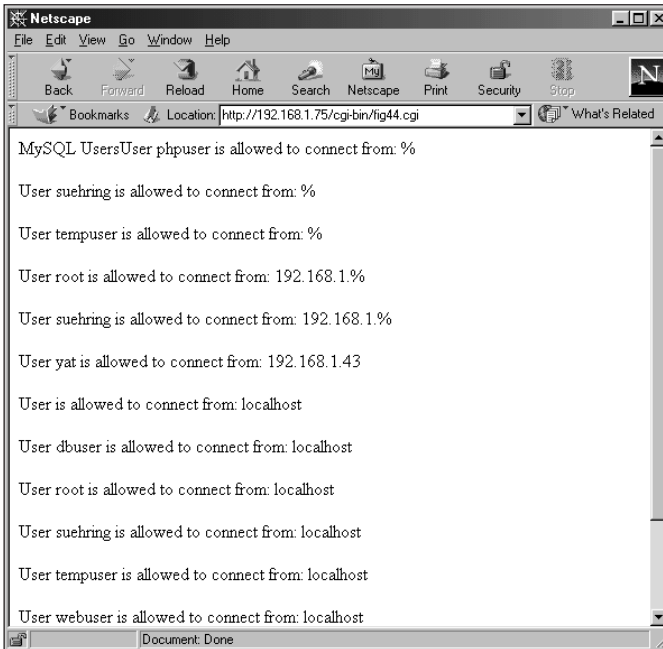 Netscape
File Edit View Go Window Help
Back Forward Reload Home Search Netscape Print Security Stop
My
N
Bookmarks Location: http://192.168.1.75/cgi-bin/fig44.cgi What's Related
MySQL UsersUser phpuser is allowed to connect from: %
User suehring is allowed to connect from: %
User tempuser is allowed to connect from: %
User root is allowed to connect from: 192.168.1.%
User suehring is allowed to connect from: 192.168.1.%
User yat is allowed to connect from: 192.168.1.43
User is allowed to connect from: localhost
User dbuser is allowed to connect from: localhost
User root is allowed to connect from: localhost
User suehring is allowed to connect from: localhost
User tempuser is allowed to connect from: localhost
User webuser is allowed to connect from: localhost
Document: Done